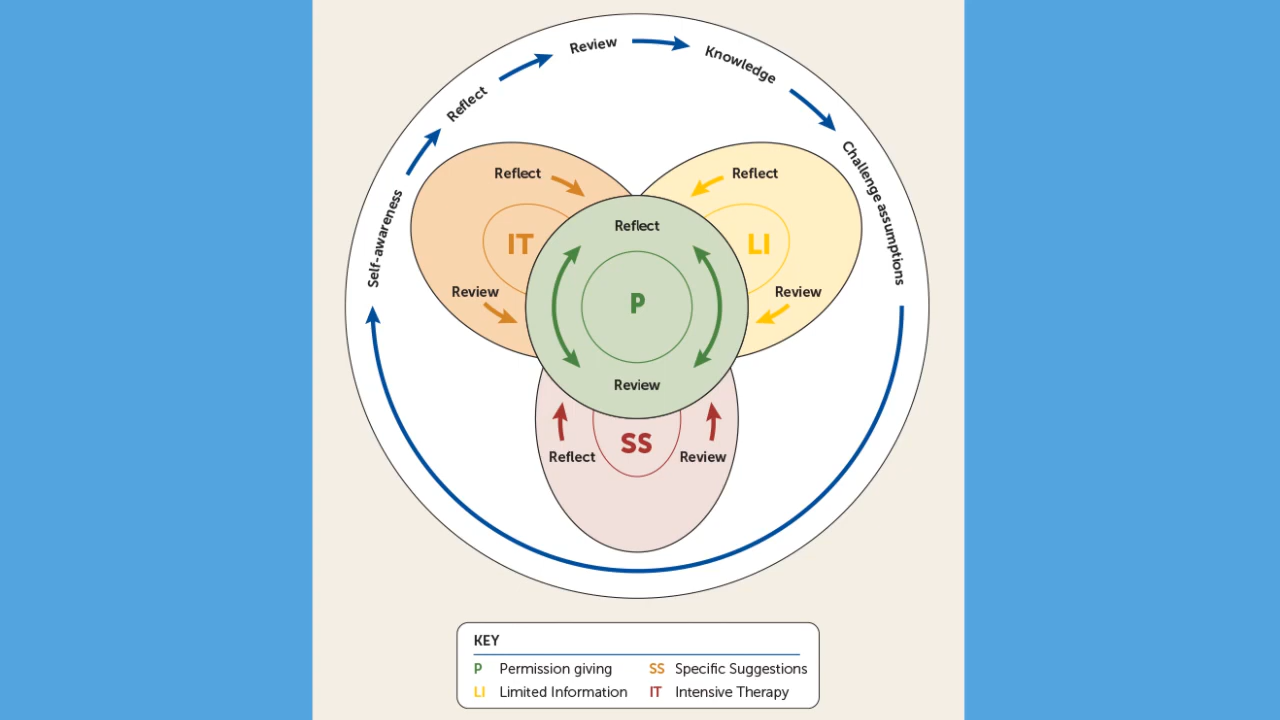 Self-awareness
Reflect
Review
Knowledge
Challenge assumptions
Reflect
IT
Review
Reflect
LI
Review
Reflect
P
Review
SS
Reflect
Review
KEY
P Permission giving
SS Specific Suggestions
LI Limited Information
IT Intensive Therapy